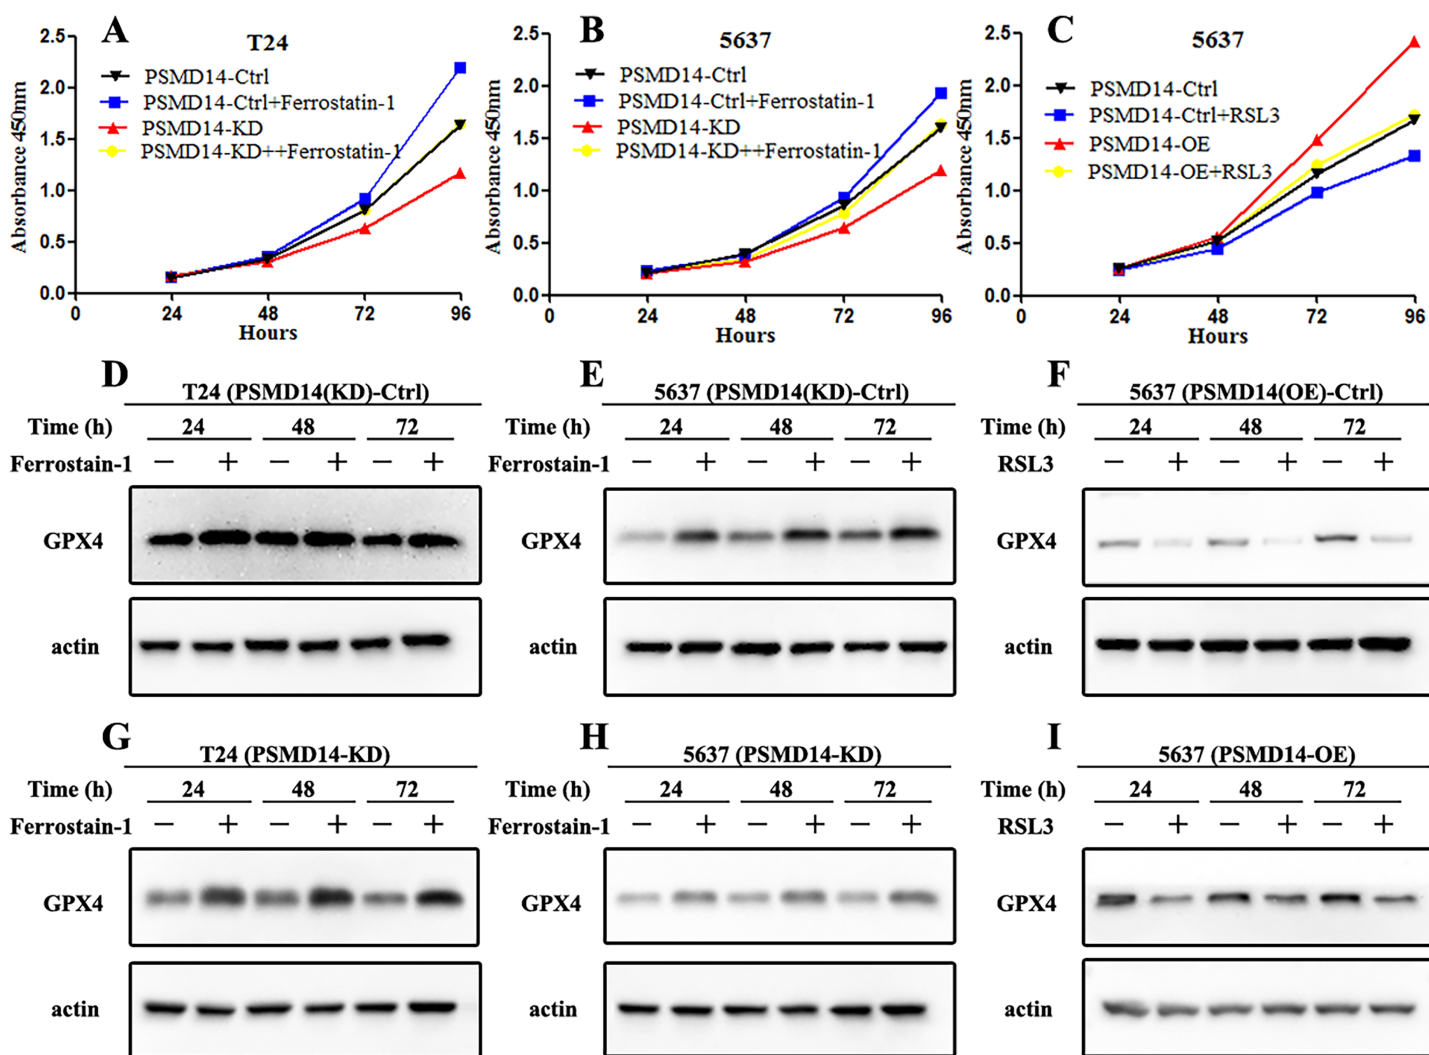 A
T24
2.5
2.0
1.5
1.0
0.5
0.0
Absorbance 450nm
PSMD14-Ctrl
PSMD14-Ctrl+Ferrostatin-1
PSMD14-KD
PSMD14-KD++Ferrostatin-1
0 24 48 72 96
Hours
B
5637
2.5
2.0
1.5
1.0
0.5
0.0
Absorbance 450nm
PSMD14-Ctrl
PSMD14-Ctrl+Ferrostatin-1
PSMD14-KD
PSMD14-KD++Ferrostatin-1
0 24 48 72 96
Hours
C
5637
2.5
2.0
1.5
1.0
0.5
0.0
Absorbance 450nm
PSMD14-Ctrl
PSMD14-Ctrl+RSL3
PSMD14-OE
PSMD14-OE+RSL3
0 24 48 72 96
Hours
D
T24 (PSMD14(KD)-Ctrl)
Time (h) 24 48 72
Ferrostain-1 − + − + − +
GPX4
actin
E
5637 (PSMD14(KD)-Ctrl)
Time (h) 24 48 72
Ferrostain-1 − + − + − +
GPX4
actin
F
5637 (PSMD14(OE)-Ctrl)
Time (h) 24 48 72
RSL3 − + − + − +
GPX4
actin
G
T24 (PSMD14-KD)
Time (h) 24 48 72
Ferrostain-1 − + − + − +
GPX4
actin
H
5637 (PSMD14-KD)
Time (h) 24 48 72
Ferrostain-1 − + − + − +
GPX4
actin
I
5637 (PSMD14-OE)
Time (h) 24 48 72
RSL3 − + − + − +
GPX4
actin